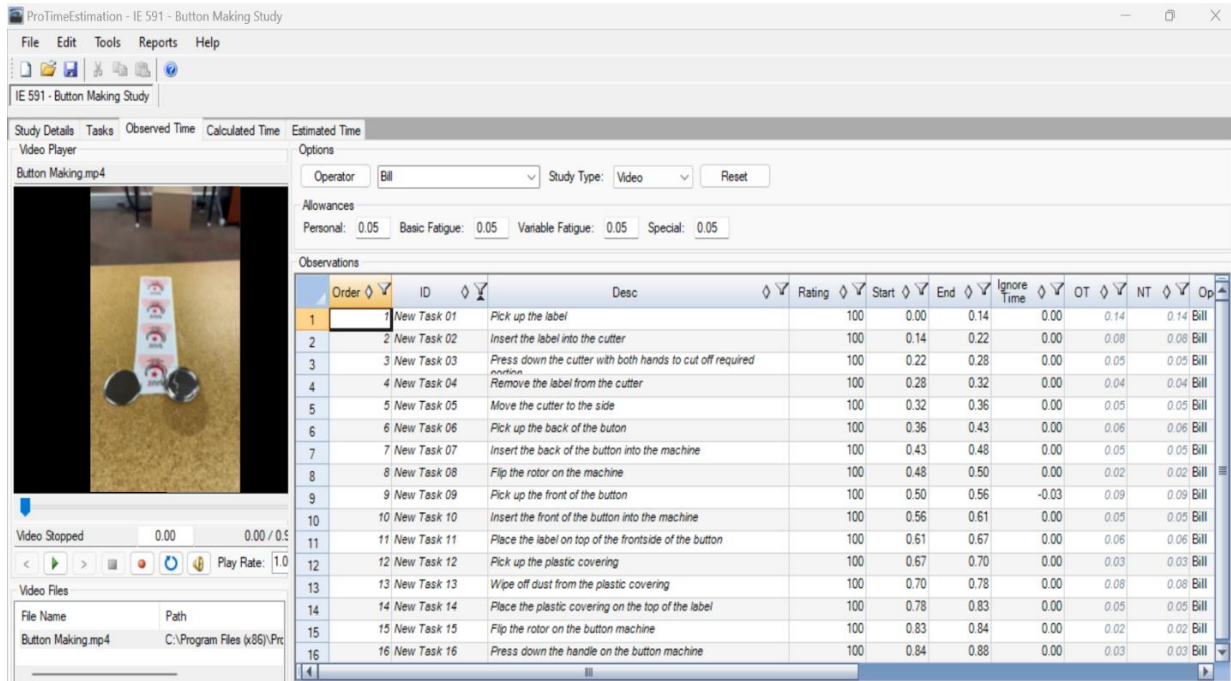 ProTimeEstimation - IE 591 - Button Making Study
File Edit Tools Reports Help
IE 591 - Button Making Study
Study Details Tasks Observed Time Calculated Time Estimated Time
Video Player
Button Making.mp4
Options
Operator Bill Study Type: Video Reset
Allowances
Personal: 0.05 Basic Fatigue: 0.05 Variable Fatigue: 0.05 Special: 0.05
Observations
Order ID Desc Rating Start End Ignore Time OT NT Op
1 1 New Task 01 Pick up the label 100 0.00 0.14 0.00 0.14 0.14 Bill
2 2 New Task 02 Insert the label into the cutter 100 0.14 0.22 0.00 0.08 0.08 Bill
3 3 New Task 03 Press down the cutter with both hands to cut off required 100 0.22 0.28 0.00 0.05 0.05 Bill
4 4 New Task 04 Remove the label from the cutter 100 0.28 0.32 0.00 0.04 0.04 Bill
5 5 New Task 05 Move the cutter to the side 100 0.32 0.36 0.00 0.05 0.05 Bill
6 6 New Task 06 Pick up the back of the buton 100 0.36 0.43 0.00 0.06 0.06 Bill
7 7 New Task 07 Insert the back of the button into the machine 100 0.43 0.48 0.00 0.05 0.05 Bill
8 8 New Task 08 Flip the rotor on the machine 100 0.48 0.50 0.00 0.02 0.02 Bill
9 9 New Task 09 Pick up the front of the button 100 0.50 0.56 -0.03 0.09 0.09 Bill
10 10 New Task 10 Insert the front of the button into the machine 100 0.56 0.61 0.00 0.05 0.05 Bill
11 11 New Task 11 Place the label on top of the frontside of the button 100 0.61 0.67 0.00 0.06 0.06 Bill
12 12 New Task 12 Pick up the plastic covering 100 0.67 0.70 0.00 0.03 0.03 Bill
13 13 New Task 13 Wipe off dust from the plastic covering 100 0.70 0.78 0.00 0.08 0.08 Bill
14 14 New Task 14 Place the plastic covering on the top of the label 100 0.78 0.83 0.00 0.05 0.05 Bill
15 15 New Task 15 Flip the rotor on the button machine 100 0.83 0.84 0.00 0.02 0.02 Bill
16 16 New Task 16 Press down the handle on the button machine 100 0.84 0.88 0.00 0.03 0.03 Bill
Video Stopped 0.00 0.00 / 0.9
Play Rate: 1.0
Video Files
File Name Path
Button Making.mp4 C:\Program Files (x86)\Prc